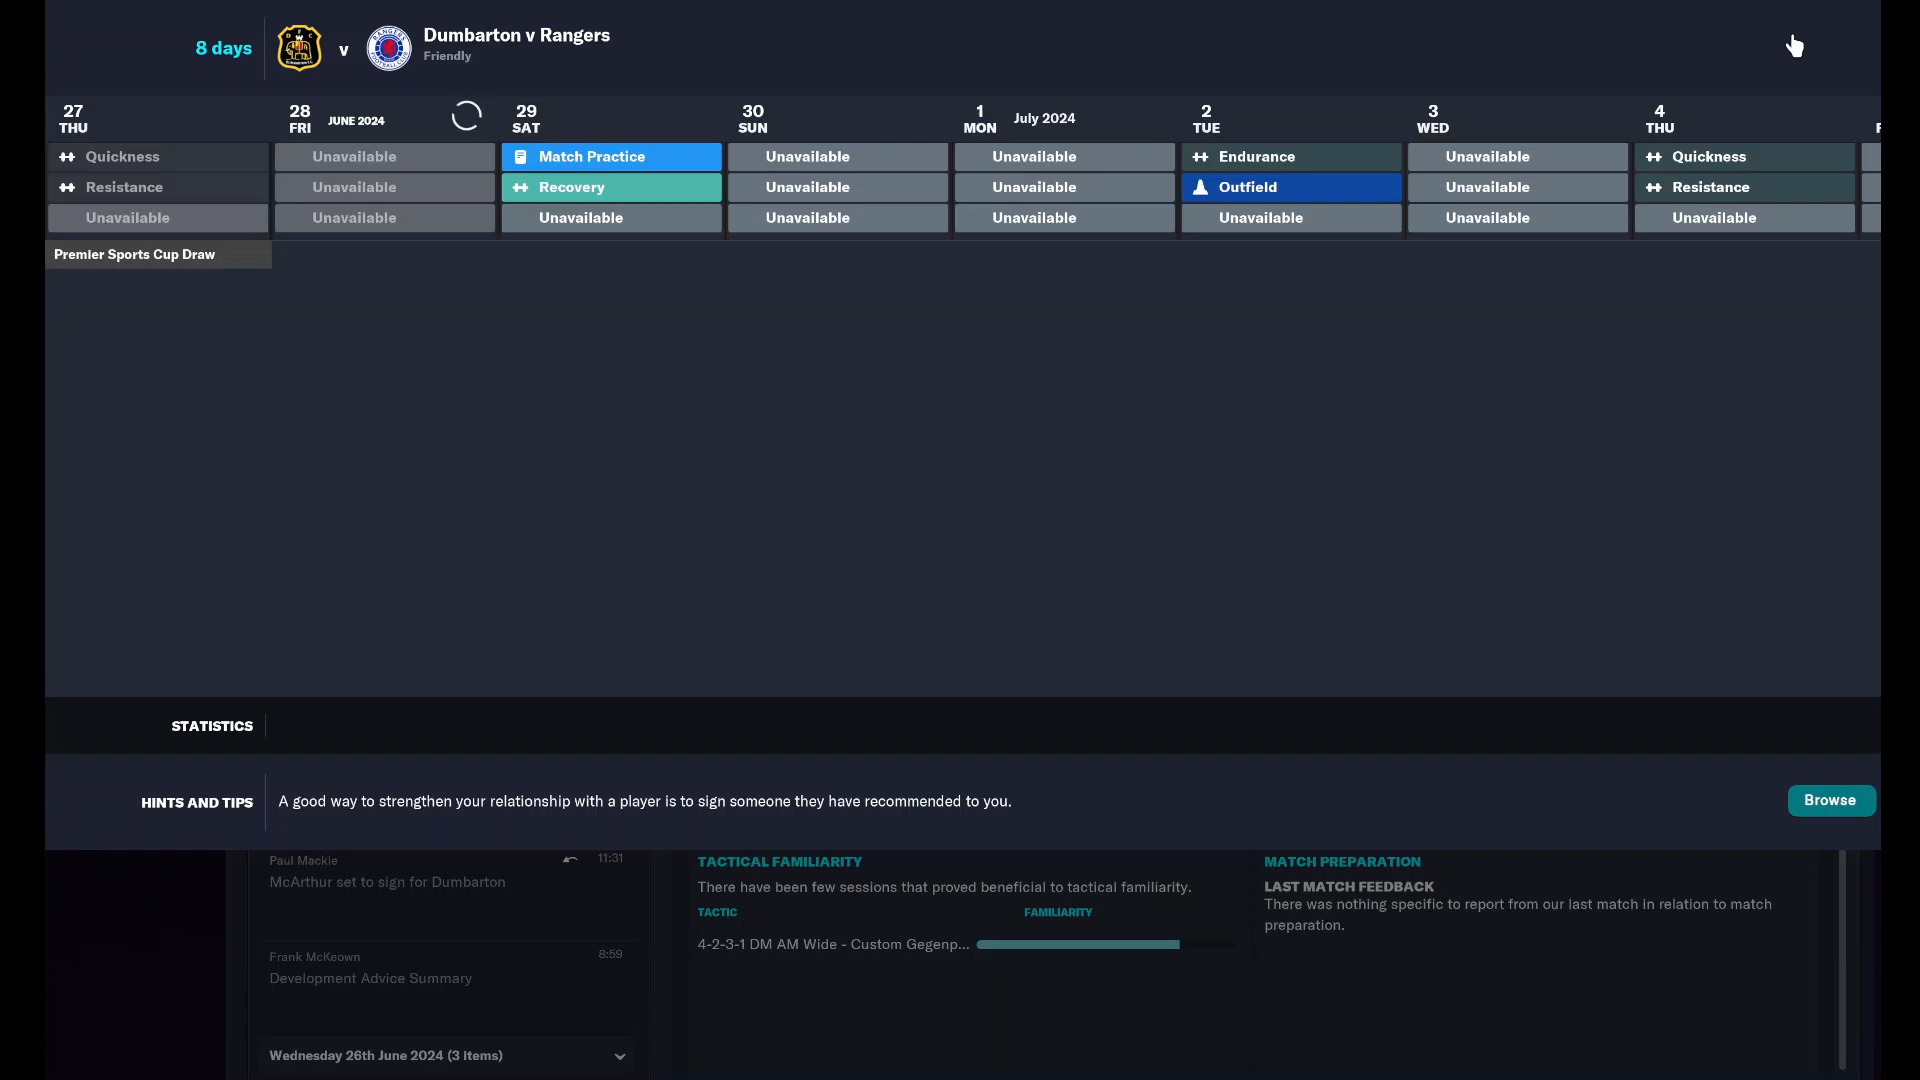 8 days
v
Dumbarton v Rangers
Friendly
27
THU
28
FRI
JUNE 2024
29
SAT
30
SUN
1
MON
July 2024
2
TUE
3
WED
4
THU
Quickness
Unavailable
Match Practice
Unavailable
Unavailable
Endurance
Unavailable
Quickness
Resistance
Unavailable
Recovery
Unavailable
Unavailable
Outfield
Unavailable
Resistance
Unavailable
Unavailable
Unavailable
Unavailable
Unavailable
Unavailable
Unavailable
Unavailable
Premier Sports Cup Draw
STATISTICS
HINTS AND TIPS
A good way to strengthen your relationship with a player is to sign someone they have recommended to you.
Browse
Paul Mackie
11:31
McArthur set to sign for Dumbarton
Frank McKeown
8:59
Development Advice Summary
Wednesday 26th June 2024 (3 items)
TACTICAL FAMILIARITY
There have been few sessions that proved beneficial to tactical familiarity.
TACTIC
FAMILIARITY
4-2-3-1 DM AM Wide - Custom Gegenp...
MATCH PREPARATION
LAST MATCH FEEDBACK
There was nothing specific to report from our last match in relation to match
preparation.